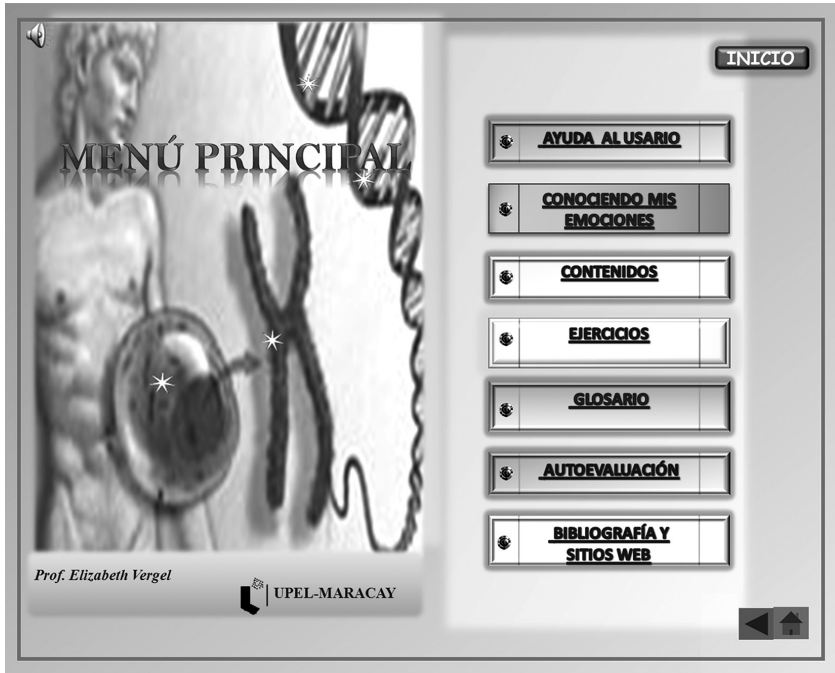 INICIO
MENÚ PRINCIPAL
AYUDA AL USARIO
CONOCIENDO MIS
EMOCIONES
CONTENIDOS
EJERCICIOS
GLOSARIO
AUTOEVALUACIÓN
BIBLIOGRAFÍA Y
SITIOS WEB
Prof. Elizabeth Vergel
UPEL-MARACAY